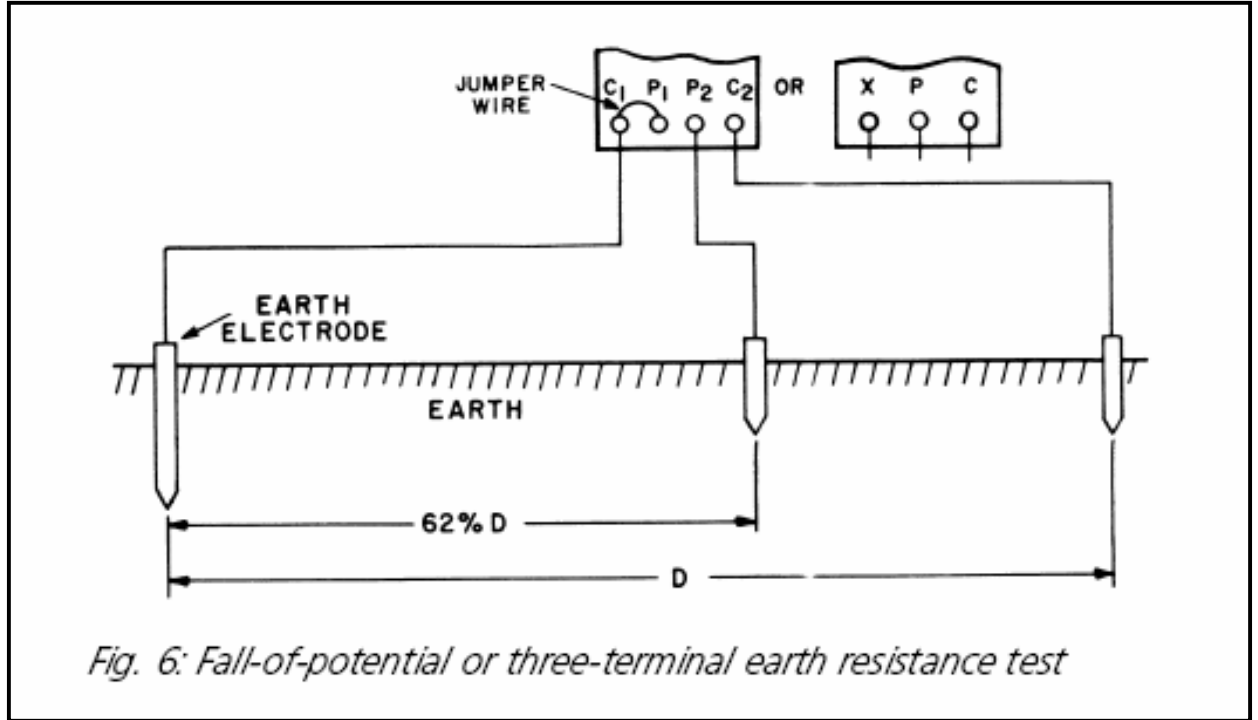 JUMPER
WIRE
C1 P1 P2 C2 OR X P C
EARTH
ELECTRODE
EARTH
62% D
D
Fig. 6: Fall-of-potential or three-terminal earth resistance test